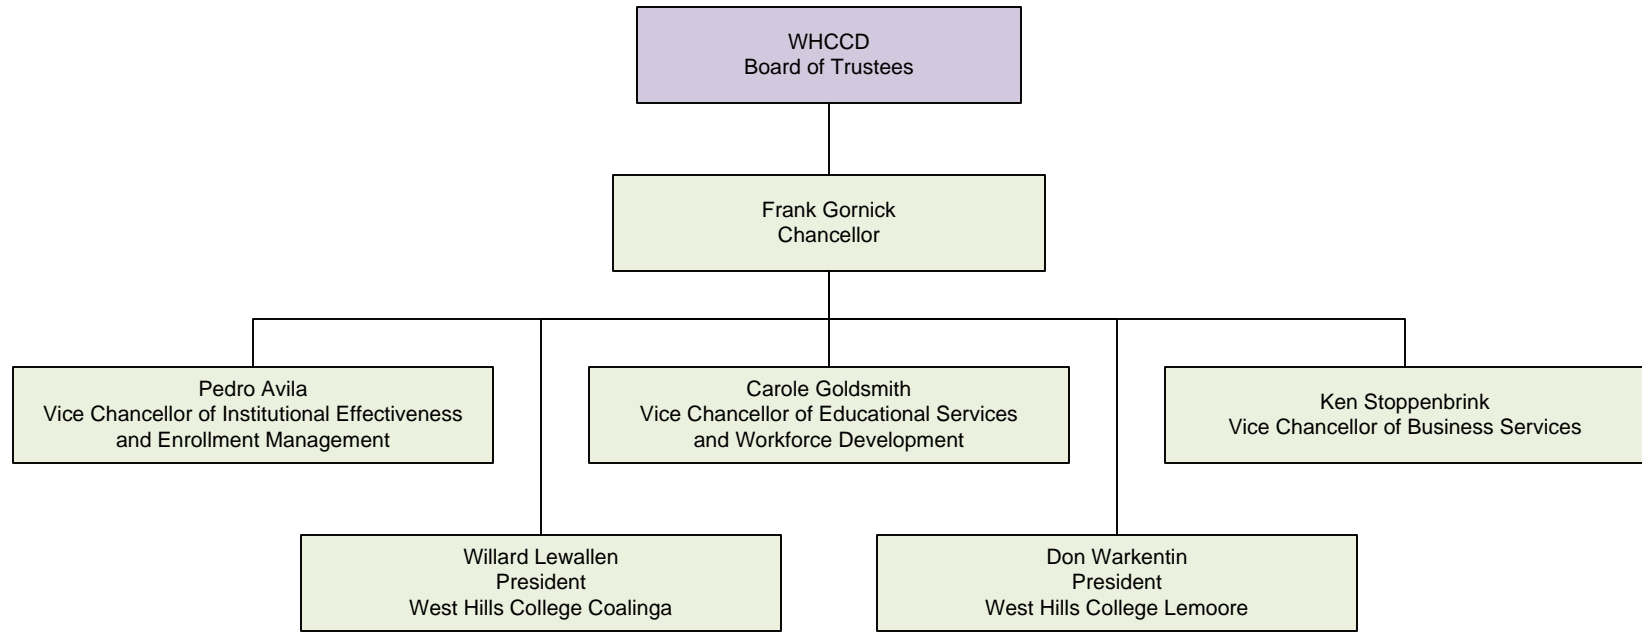 WHCCD
Board of Trustees
Frank Gornick
Chancellor
Pedro Avila
Vice Chancellor of Institutional Effectiveness
and Enrollment Management
Carole Goldsmith
Vice Chancellor of Educational Services
and Workforce Development
Ken Stoppenbrink
Vice Chancellor of Business Services
Willard Lewallen
President
West Hills College Coalinga
Don Warkentin
President
West Hills College Lemoore